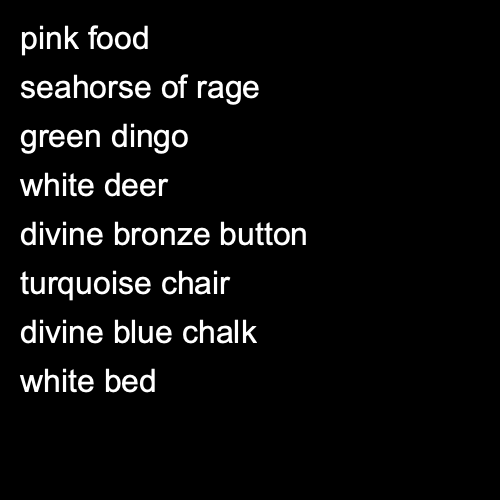 pink food
seahorse of rage
green dingo
white deer
divine bronze button
turquoise chair
divine blue chalk
white bed